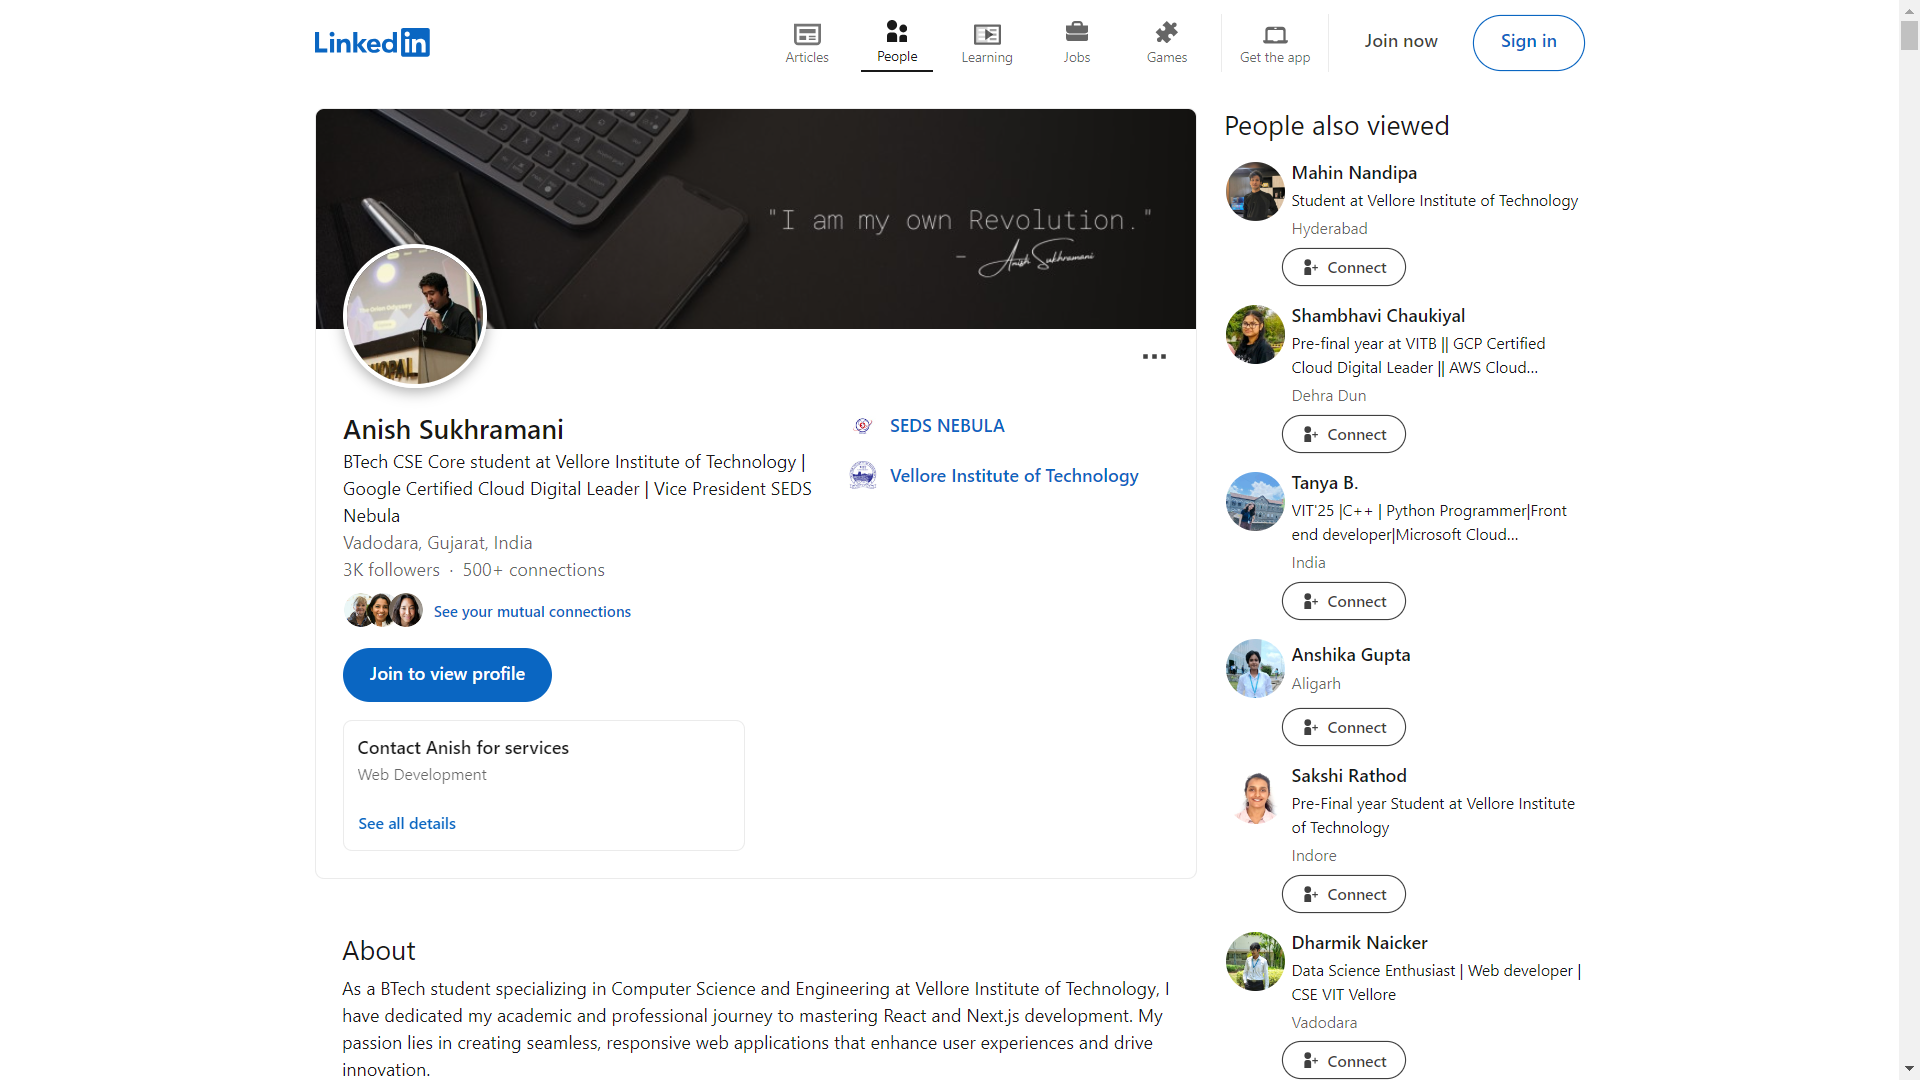 Linked in
Articles
People
Learning
Jobs
Games
Get the app
Join now
Sign in
"I am my own Revolution."
– Anish Sukhramani
Anish Sukhramani
BTech CSE Core student at Vellore Institute of Technology |
Google Certified Cloud Digital Leader | Vice President SEDS
Nebula
Vadodara, Gujarat, India
3K followers · 500+ connections
See your mutual connections
Join to view profile
SEDS NEBULA
Vellore Institute of Technology
Contact Anish for services
Web Development
See all details
About
As a BTech student specializing in Computer Science and Engineering at Vellore Institute of Technology, I
have dedicated my academic and professional journey to mastering React and Next.js development. My
passion lies in creating seamless, responsive web applications that enhance user experiences and drive
innovation.
People also viewed
Mahin Nandipa
Student at Vellore Institute of Technology
Hyderabad
Connect
Shambhavi Chaukiyal
Pre-final year at VITB || GCP Certified
Cloud Digital Leader || AWS Cloud...
Dehra Dun
Connect
Tanya B.
VIT'25 |C++ | Python Programmer|Front
end developer|Microsoft Cloud...
India
Connect
Anshika Gupta
Aligarh
Connect
Sakshi Rathod
Pre-Final year Student at Vellore Institute
of Technology
Indore
Connect
Dharmik Naicker
Data Science Enthusiast | Web developer |
CSE VIT Vellore
Vadodara
Connect